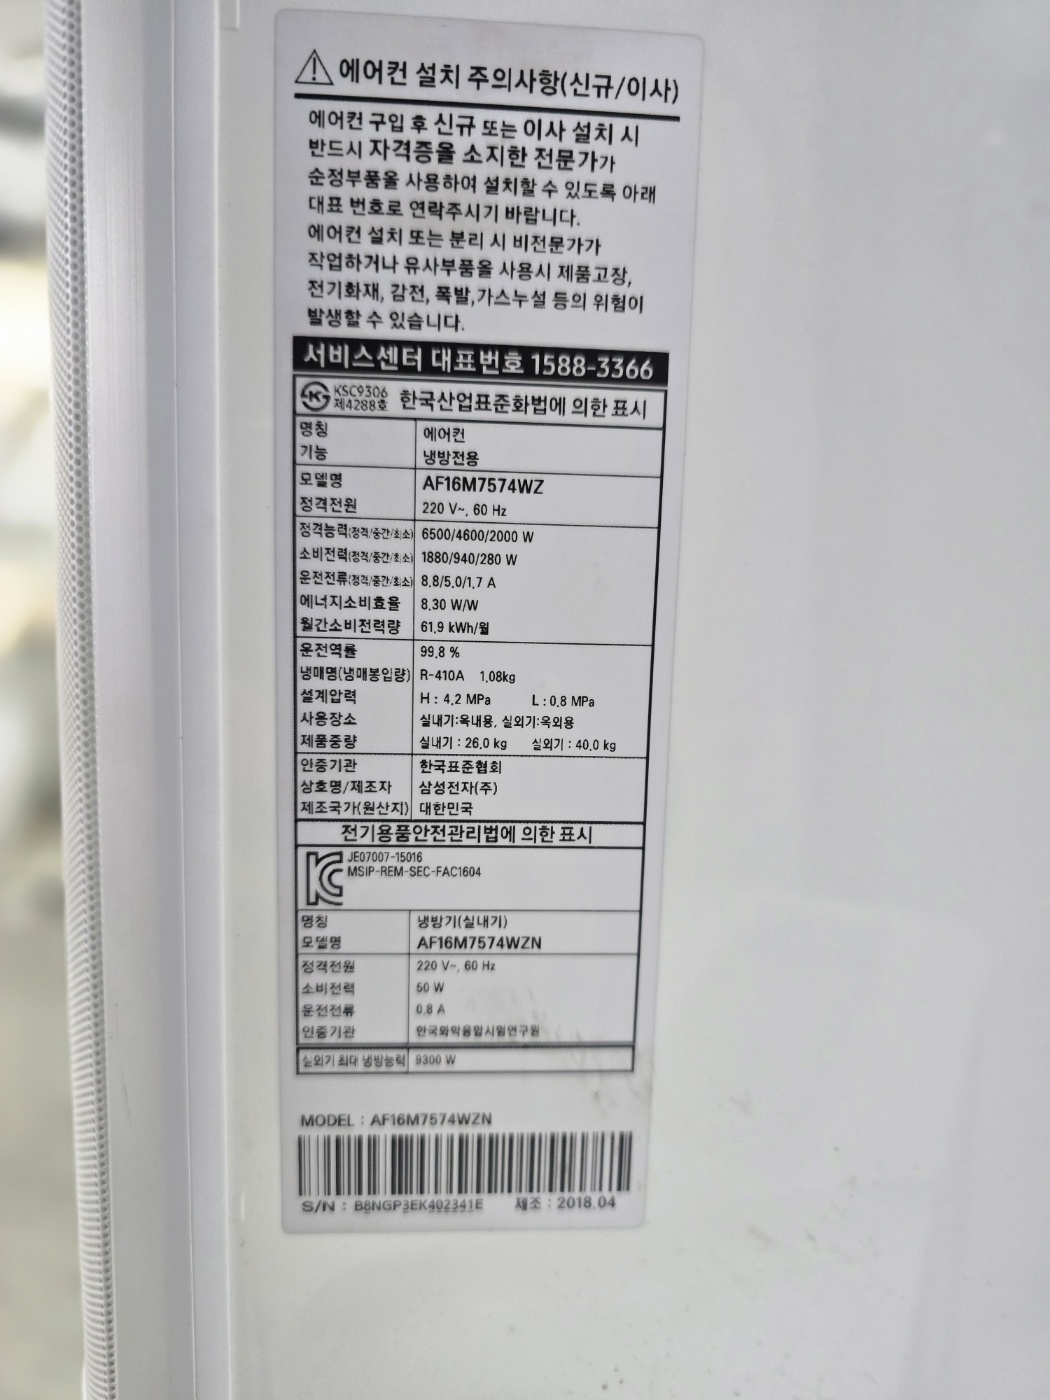 ⚠ 에어컨 설치 주의사항(신규/이사)
에어컨 구입 후 신규 또는 이사 설치 시
반드시 자격증을 소지한 전문가가
순정부품을 사용하여 설치할 수 있도록 아래
대표 번호로 연락주시기 바랍니다.
에어컨 설치 또는 분리 시 비전문가가
작업하거나 유사부품을 사용시 제품고장,
전기화재, 감전, 폭발,가스누설 등의 위험이
발생할 수 있습니다.
서비스센터 대표번호 1588-3366
KSC9306
제4288호 한국산업표준화법에 의한 표시
명칭 에어컨
기능 냉방전용
모델명 AF16M7574WZ
정격전원 220 V~, 60 Hz
정격능력(정격/중간/최소) 6500/4600/2000 W
소비전력(정격/중간/최소) 1880/940/280 W
운전전류(정격/중간/최소) 8.8/5.0/1.7 A
에너지소비효율 8.30 W/W
월간소비전력량 61.9 kWh/월
운전역률 99.8 %
냉매명(냉매봉입량) R-410A 1.08kg
설계압력 H : 4.2 MPa L : 0.8 MPa
사용장소 실내기:옥내용, 실외기:옥외용
제품중량 실내기 : 26.0 kg 실외기 : 40.0 kg
인증기관 한국표준협회
상호명/제조자 삼성전자(주)
제조국가(원산지) 대한민국
전기용품안전관리법에 의한 표시
JE07007-15016
MSIP-REM-SEC-FAC1604
명칭 냉방기(실내기)
모델명 AF16M7574WZN
정격전원 220 V~, 60 Hz
소비전력 50 W
운전전류 0.8 A
인증기관 한국화학융합시험연구원
실외기 최대 냉방능력 9300 W
MODEL : AF16M7574WZN
S/N : B8NGP3EK402341E 제조 : 2018.04